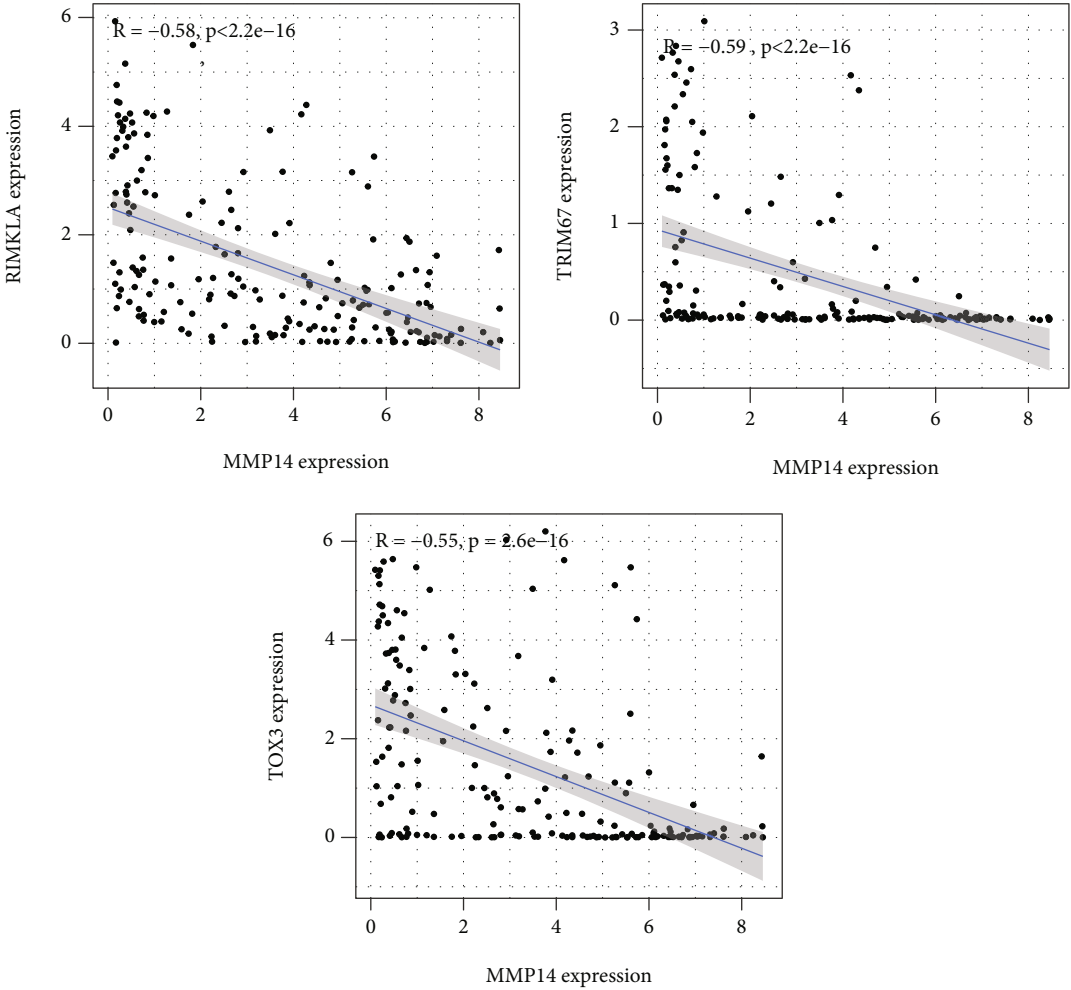 R = −0.58, p<2.2e−16
6
4
2
0
RIMKLA expression
0 2 4 6 8
MMP14 expression
R = −0.59 , p<2.2e−16
3
2
1
0
TRIM67 expression
0 2 4 6 8
MMP14 expression
R = −0.55, p = 2.6e−16
6
4
2
0
TOX3 expression
0 2 4 6 8
MMP14 expression